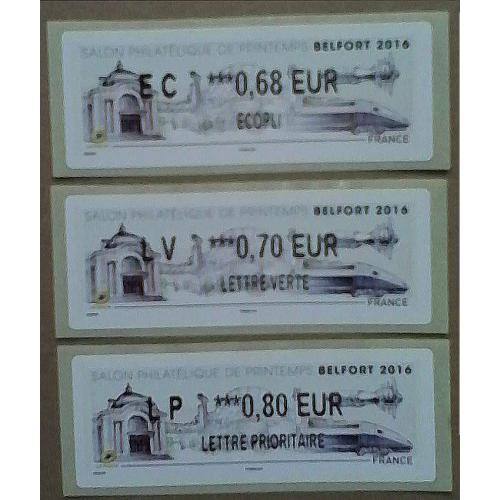 SALON PHILATÉLIQUE DE PRINTEMPS BELFORT 2016
EC ***0,68 EUR
ECOPLI
FRANCE
SALON PHILATÉLIQUE DE PRINTEMPS BELFORT 2016
LV ***0,70 EUR
LETTRE VERTE
FRANCE
SALON PHILATÉLIQUE DE PRINTEMPS BELFORT 2016
LP ***0,80 EUR
LETTRE PRIORITAIRE
FRANCE